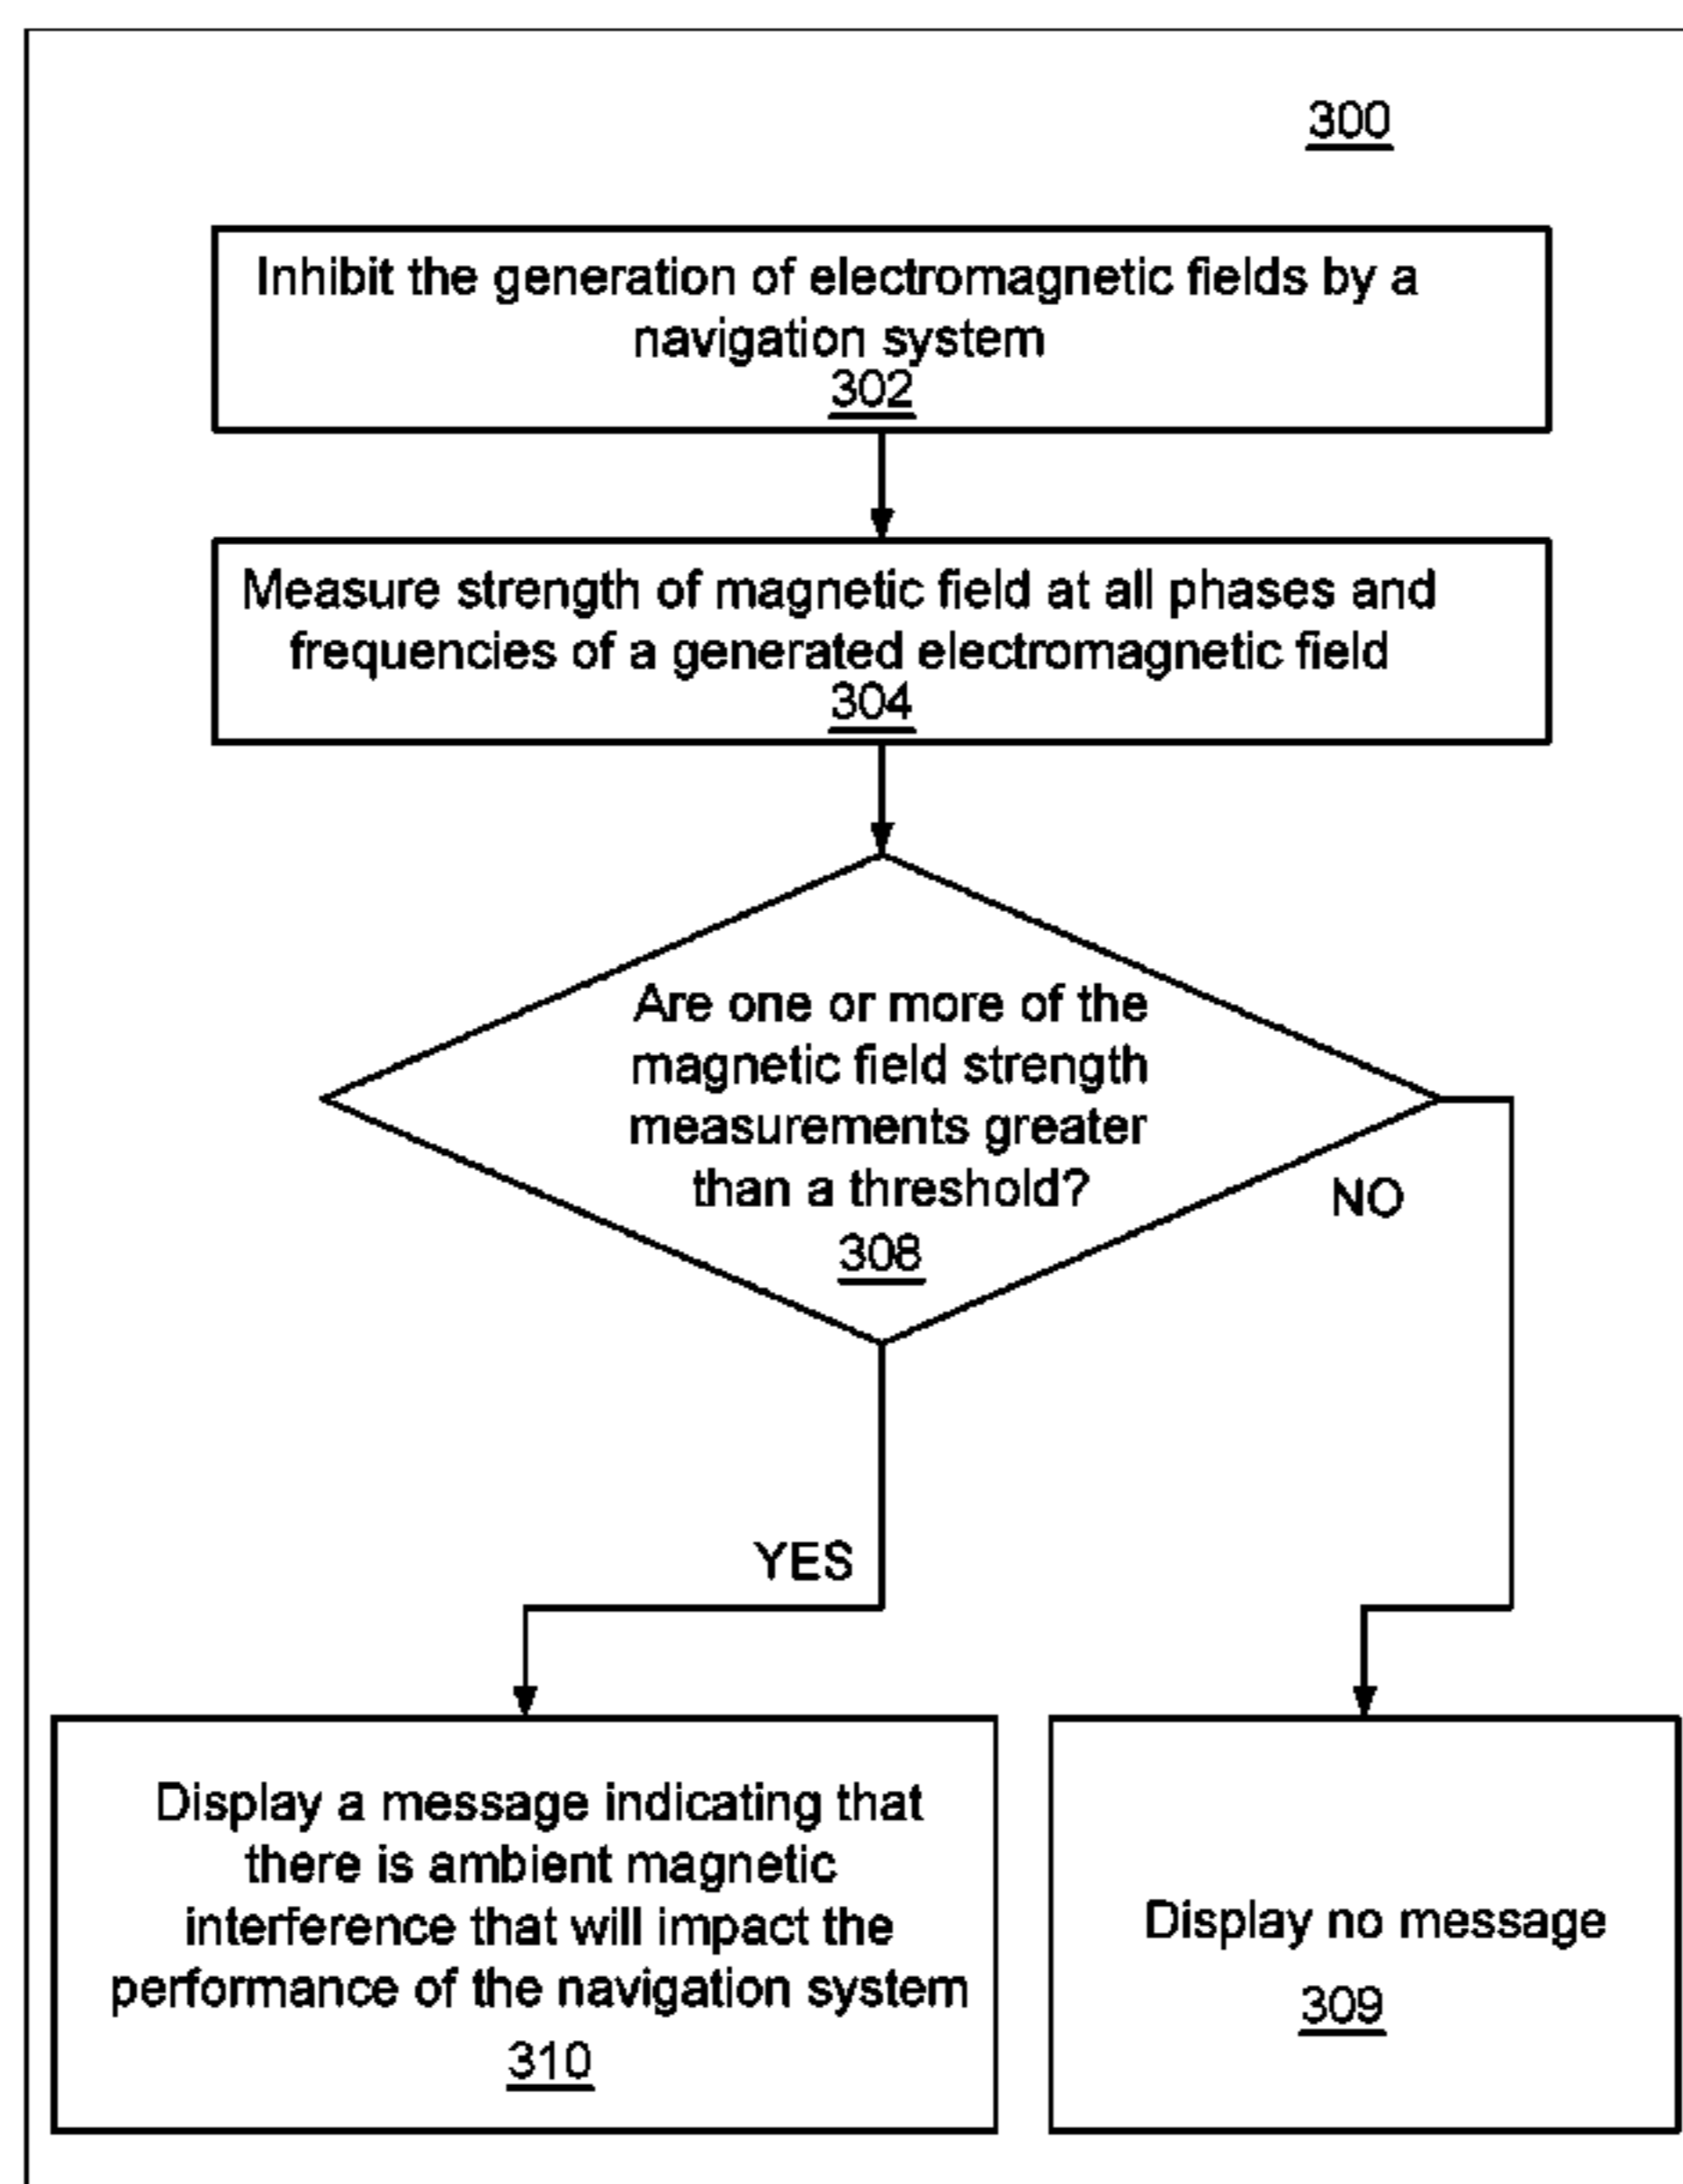 300
Inhibit the generation of electromagnetic fields by a
navigation system
302
Measure strength of magnetic field at all phases and
frequencies of a generated electromagnetic field
304
Are one or more of the
magnetic field strength
measurements greater
than a threshold?
308
NO
YES
Display a message indicating that
there is ambient magnetic
interference that will impact the
performance of the navigation system
310
Display no message
309